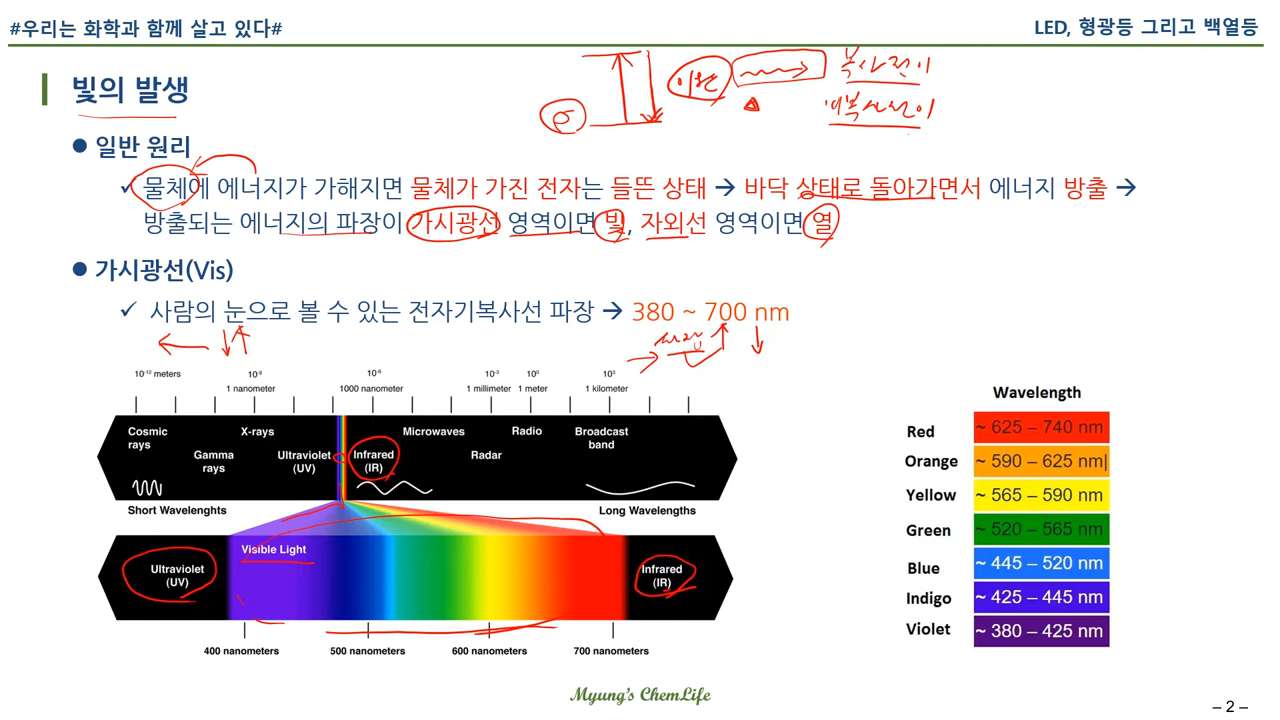 #우리는 화학과 함께 살고 있다#
LED, 형광등 그리고 백열등
빛의 발생
복사전이
비복사전이
일반 원리
물체에 에너지가 가해지면 물체가 가진 전자는 들뜬 상태 → 바닥 상태로 돌아가면서 에너지 방출 →
방출되는 에너지의 파장이 가시광선 영역이면 빛, 자외선 영역이면 열
가시광선(Vis)
사람의 눈으로 볼 수 있는 전자기복사선 파장 → 380 ~ 700 nm
10⁻¹² meters
10⁻⁹
1 nanometer
10⁻⁶
1000 nanometer
10⁻³
1 millimeter
10⁰
1 meter
10³
1 kilometer
Cosmic
rays
Gamma
rays
X-rays
Ultraviolet
(UV)
Infrared
(IR)
Microwaves
Radar
Radio
Broadcast
band
Short Wavelenghts
Long Wavelengths
Ultraviolet
(UV)
Visible Light
Infrared
(IR)
400 nanometers
500 nanometers
600 nanometers
700 nanometers
Wavelength
Red ~ 625 – 740 nm
Orange ~ 590 – 625 nm
Yellow ~ 565 – 590 nm
Green ~ 520 – 565 nm
Blue ~ 445 – 520 nm
Indigo ~ 425 – 445 nm
Violet ~ 380 – 425 nm
Myung's ChemLife
– 2 –